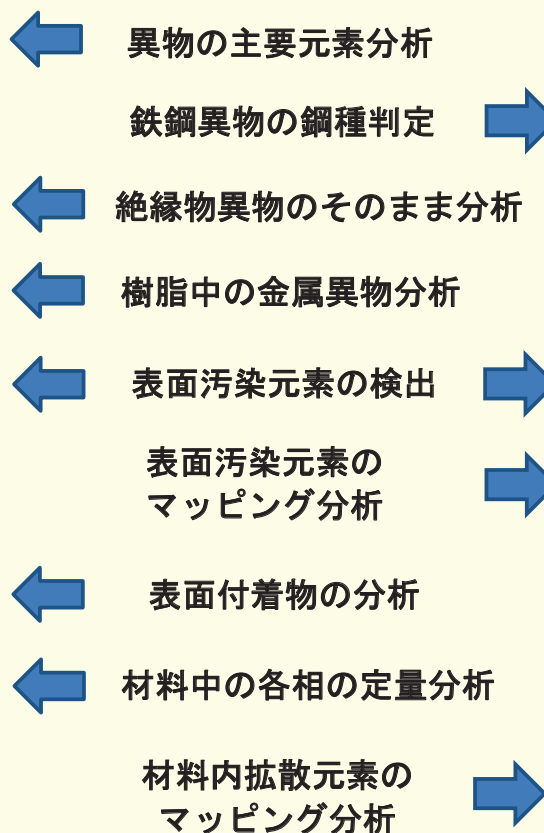 異物の主要元素分析
鉄鋼異物の鋼種判定
絶縁物異物のそのまま分析
樹脂中の金属異物分析
表面汚染元素の検出
表面汚染元素の
マッピング分析
表面付着物の分析
材料中の各相の定量分析
材料内拡散元素の
マッピング分析